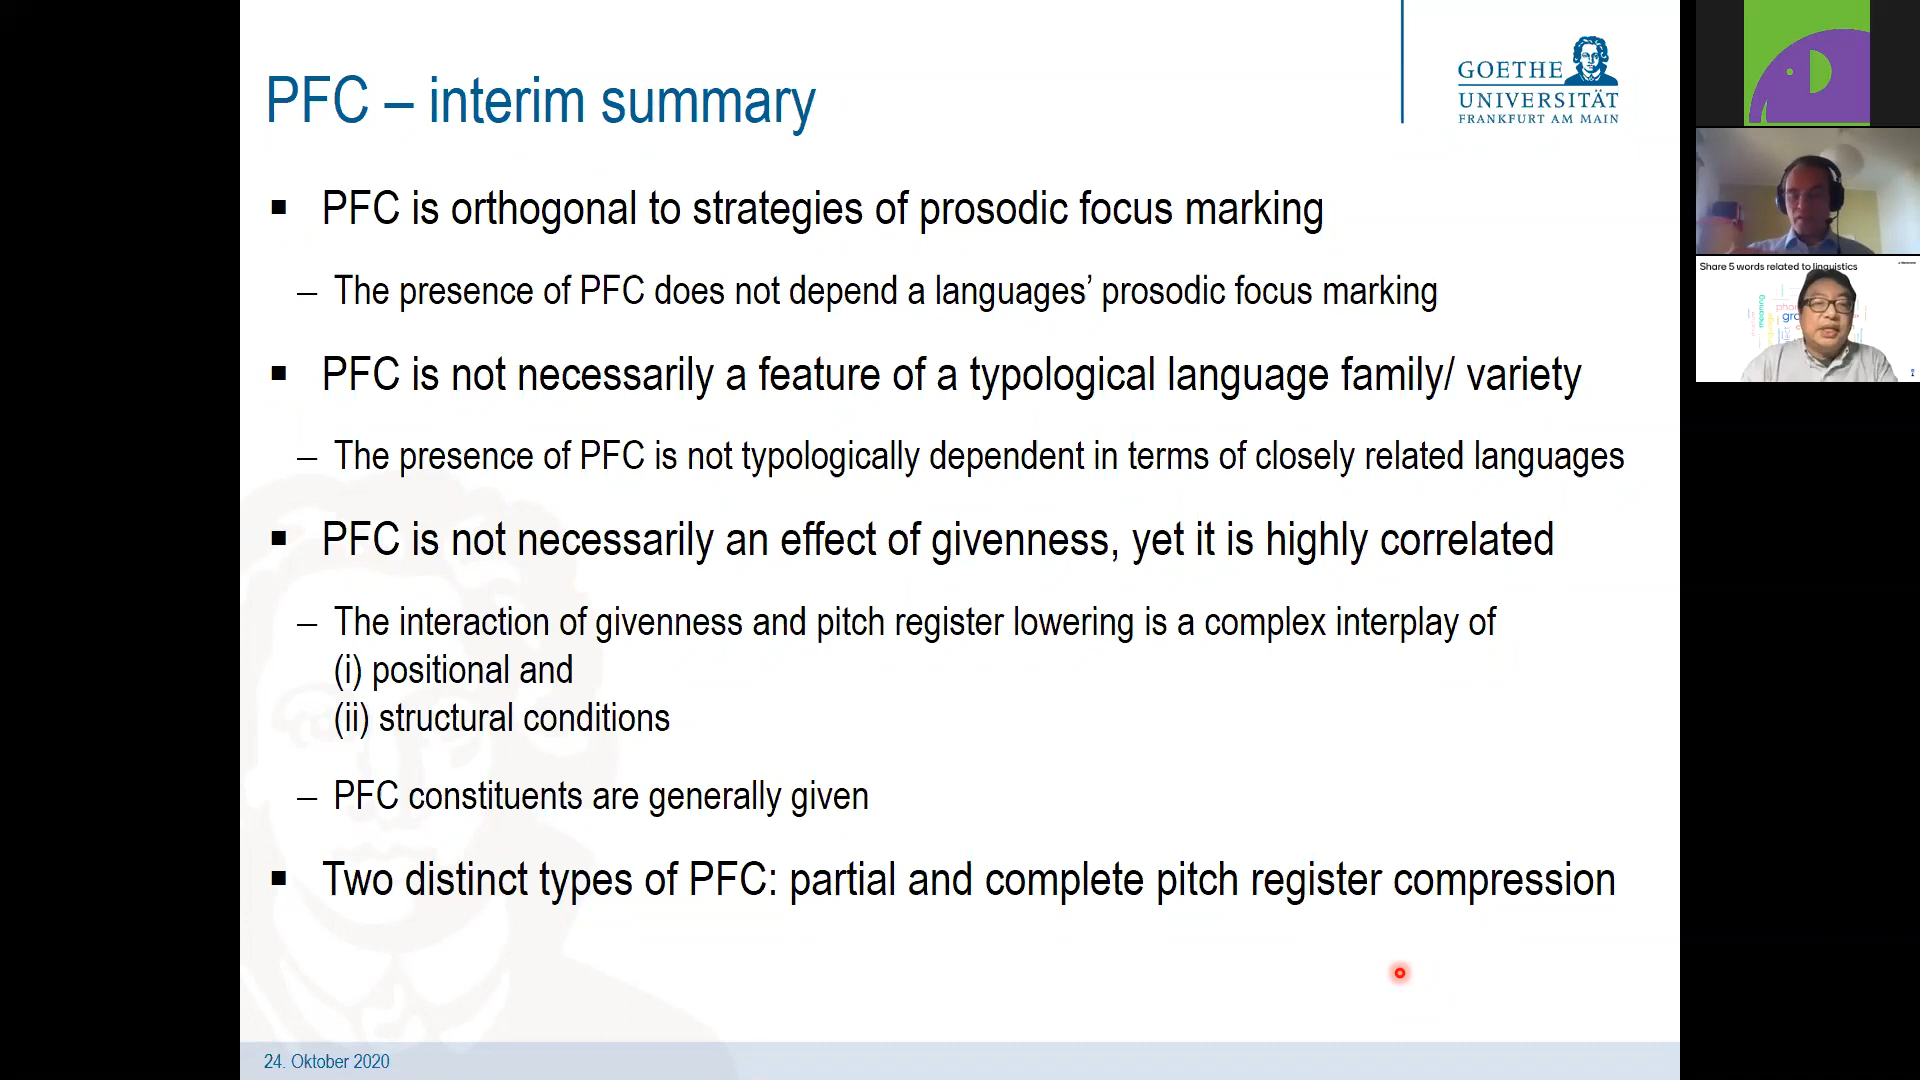 PFC – interim summary
GOETHE
UNIVERSITÄT
FRANKFURT AM MAIN
▪ PFC is orthogonal to strategies of prosodic focus marking
– The presence of PFC does not depend a languages’ prosodic focus marking
▪ PFC is not necessarily a feature of a typological language family/ variety
– The presence of PFC is not typologically dependent in terms of closely related languages
▪ PFC is not necessarily an effect of givenness, yet it is highly correlated
– The interaction of givenness and pitch register lowering is a complex interplay of
(i) positional and
(ii) structural conditions
– PFC constituents are generally given
▪ Two distinct types of PFC: partial and complete pitch register compression
24. Oktober 2020
Share 5 words related to linguistics
meaning